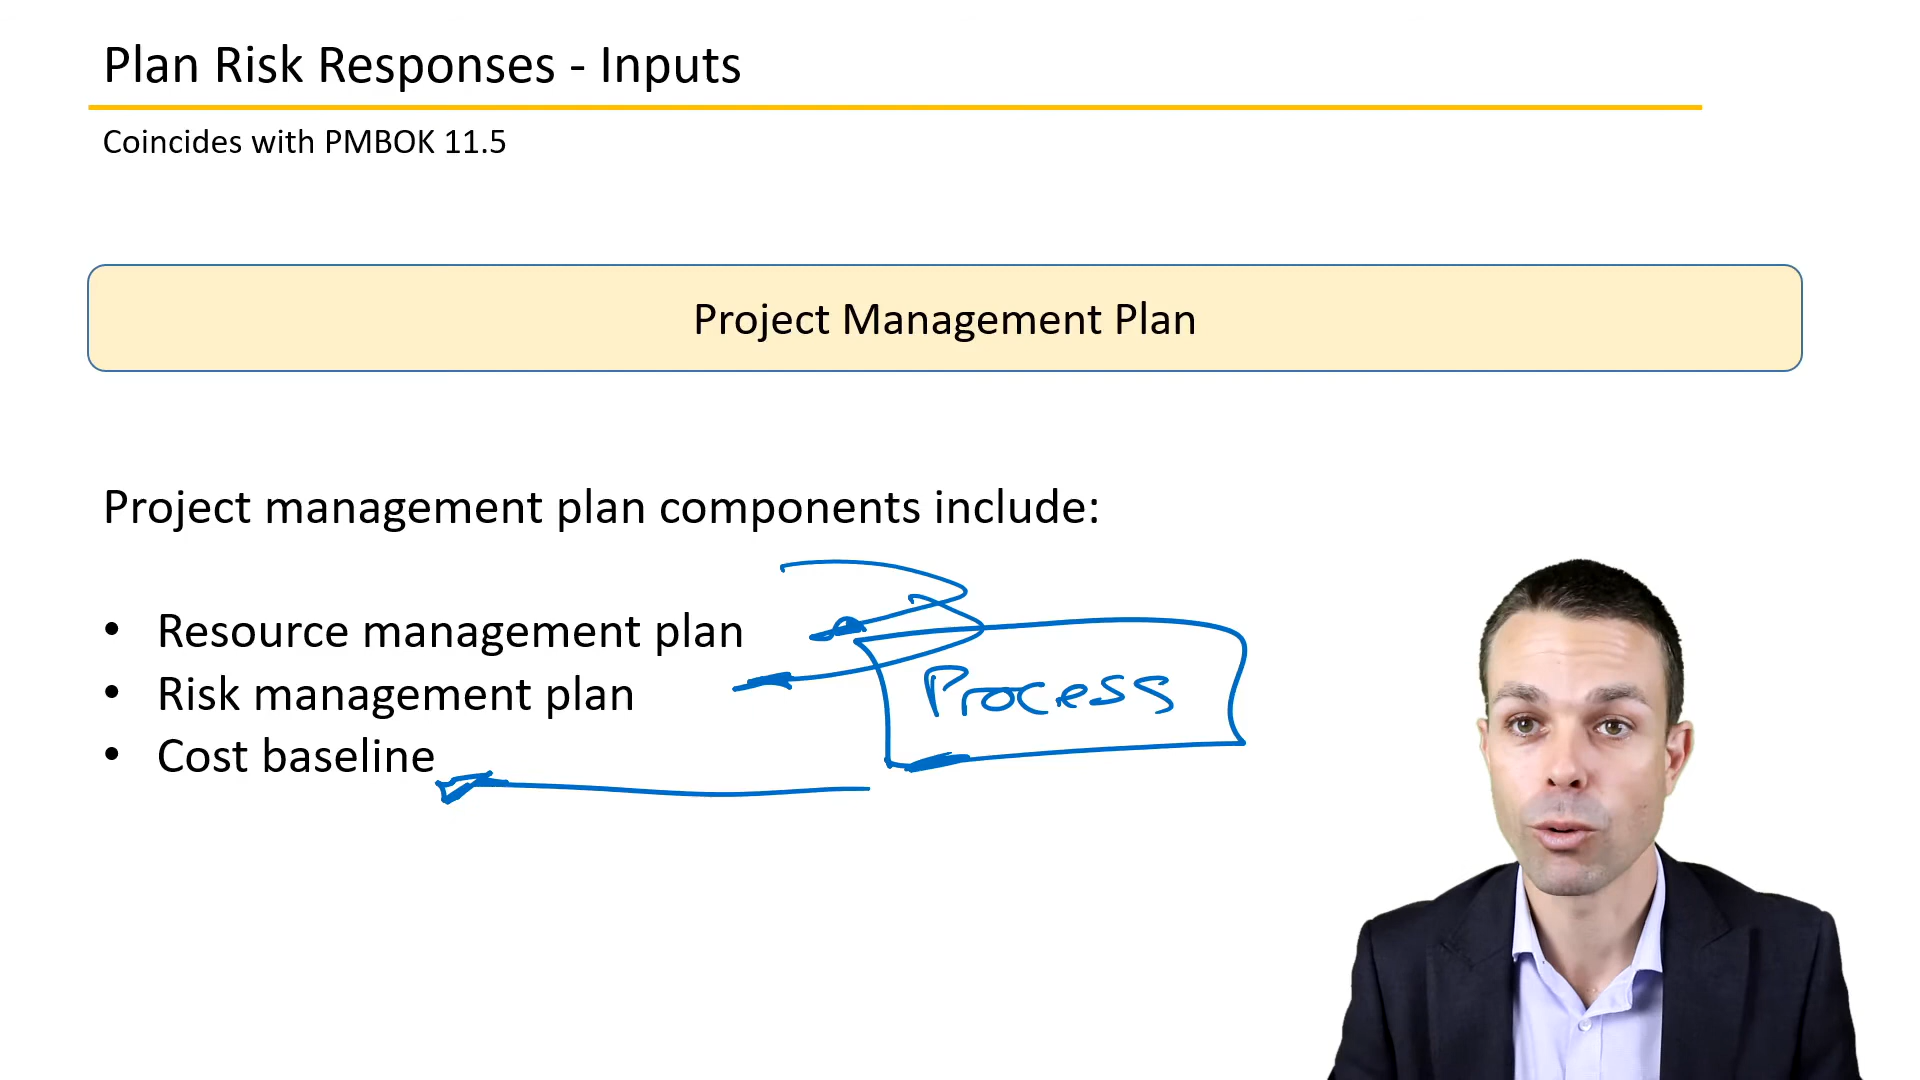 Plan Risk Responses - Inputs
Coincides with PMBOK 11.5
Project Management Plan
Project management plan components include:
• Resource management plan
• Risk management plan
• Cost baseline
Process